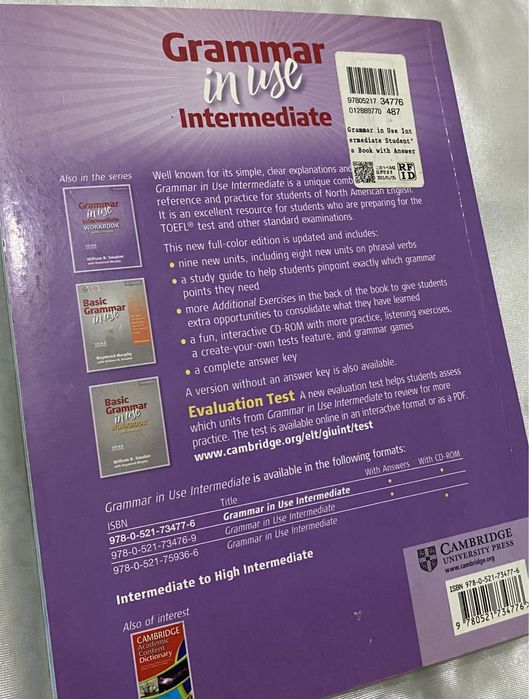 Grammar
in use
Intermediate
97805217 34776
012888770 487
Grammar in Use Int
ermediate Student'
s Book with Answer
RF
ID
Also in the series
Grammar
in use
Intermediate
WORKBOOK
William R. Smalzer
with Raymond Murphy
Basic
Grammar
in use
Raymond Murphy
with William R. Smalzer
Basic
Grammar
in use
WORKBOOK
William R. Smalzer
with Raymond Murphy
Well known for its simple, clear explanations and
Grammar in Use Intermediate is a unique comb
reference and practice for students of North American English.
It is an excellent resource for students who are preparing for the
TOEFL® test and other standard examinations.
This new full-color edition is updated and includes:
• nine new units, including eight new units on phrasal verbs
• a study guide to help students pinpoint exactly which grammar
points they need
• more Additional Exercises in the back of the book to give students
extra opportunities to consolidate what they have learned
• a fun, interactive CD-ROM with more practice, listening exercises,
a create-your-own tests feature, and grammar games
• a complete answer key
A version without an answer key is also available.
Evaluation Test A new evaluation test helps students assess
which units from Grammar in Use Intermediate to review for more
practice. The test is available online in an interactive format or as a PDF.
www.cambridge.org/elt/giuint/test
Grammar in Use Intermediate is available in the following formats:
ISBN Title With Answers With CD-ROM
978-0-521-73477-6 Grammar in Use Intermediate • •
978-0-521-73476-9 Grammar in Use Intermediate •
978-0-521-75936-6 Grammar in Use Intermediate •
Intermediate to High Intermediate
Also of interest
CAMBRIDGE
Academic
Content
Dictionary
CAMBRIDGE
UNIVERSITY PRESS
www.cambridge.org
ISBN 978-0-521-73477-6
9 780521 734776